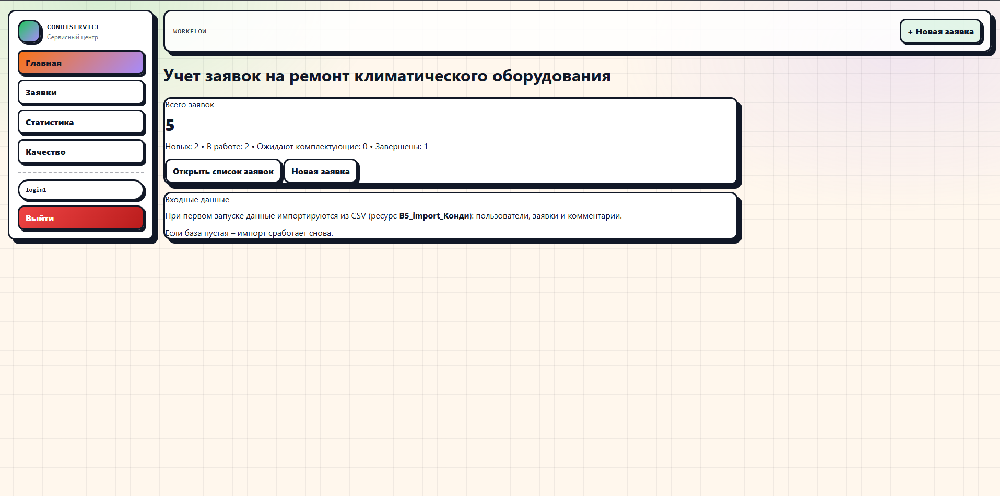 CONDISERVICE
Сервисный центр
Главная
Заявки
Статистика
Качество
login1
Выйти
WORKFLOW
+ Новая заявка
Учет заявок на ремонт климатического оборудования
Всего заявок
5
Новых: 2 • В работе: 2 • Ожидают комплектующие: 0 • Завершены: 1
Открыть список заявок
Новая заявка
Входные данные
При первом запуске данные импортируются из CSV (ресурс B5_import_Конди): пользователи, заявки и комментарии.
Если база пустая – импорт сработает снова.